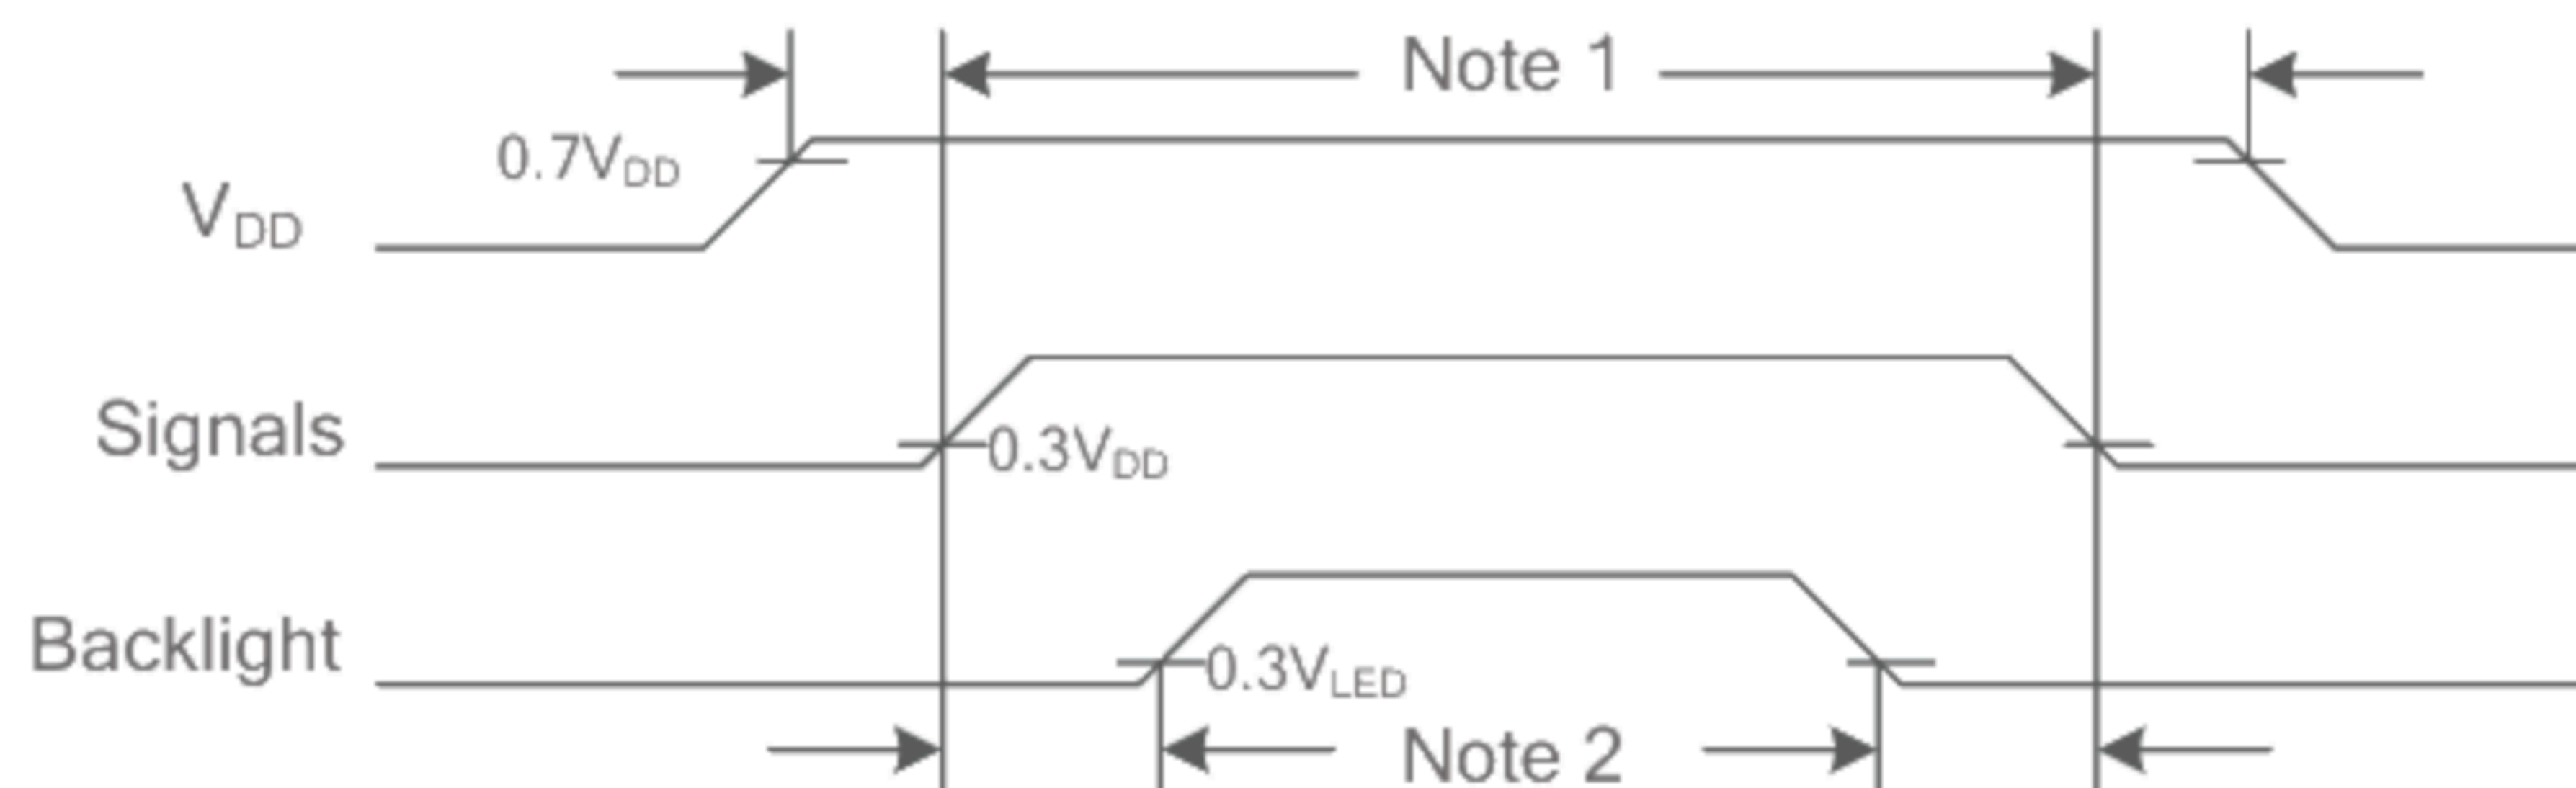 Note 1
0.7VDD
VDD
Signals
0.3VDD
Backlight
0.3VLED
Note 2